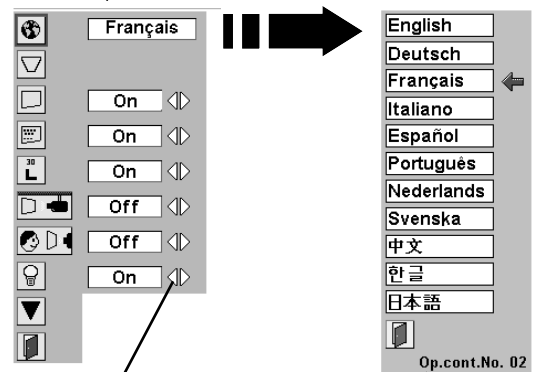 Français
On
On
30
L
On
Off
Off
On
English
Deutsch
Français
Italiano
Español
Português
Nederlands
Svenska
中文
한글
日本語
Op.cont.No. 02